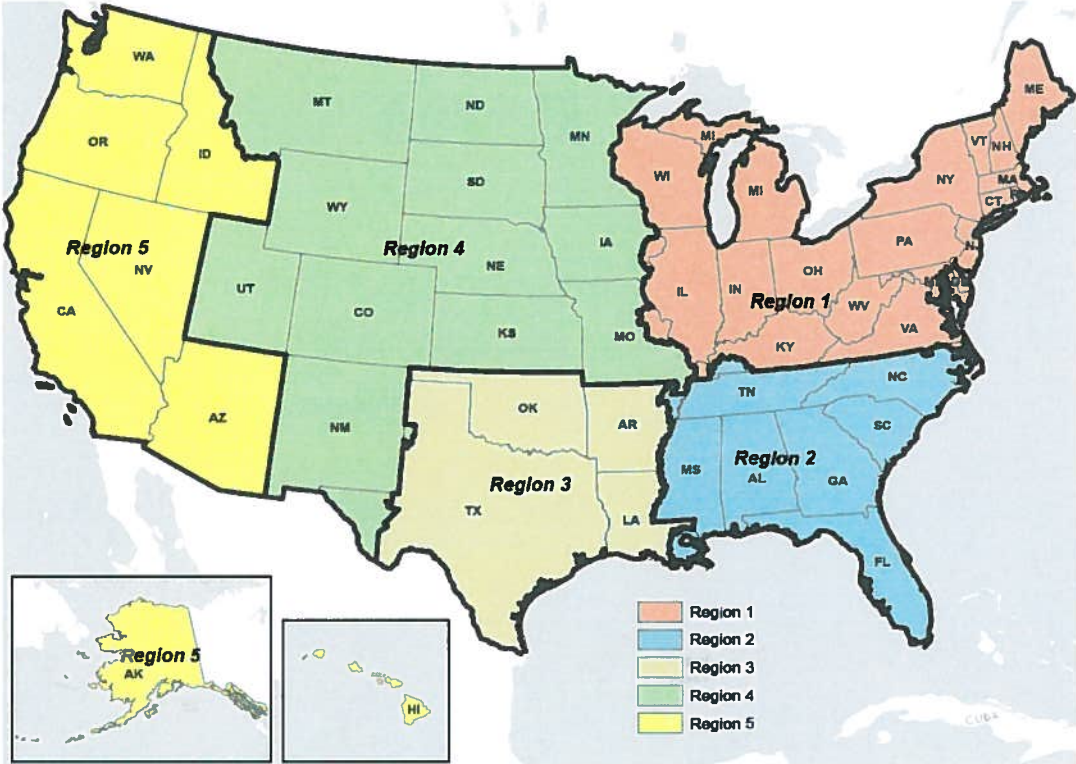 WA
MT
ND
MN
ME
OR
ID
SD
WI
MI
MI
VT
NH
NY
MA
CT
WY
Region 5
Region 4
NV
NE
IA
PA
UT
CO
IL
IN
OH
Region 1
WV
VA
CA
KS
MO
KY
AZ
NM
OK
AR
TN
NC
SC
Region 3
TX
MS
Region 2
AL
GA
LA
FL
Region 5
AK
HI
Region 1
Region 2
Region 3
Region 4
Region 5
CUBA